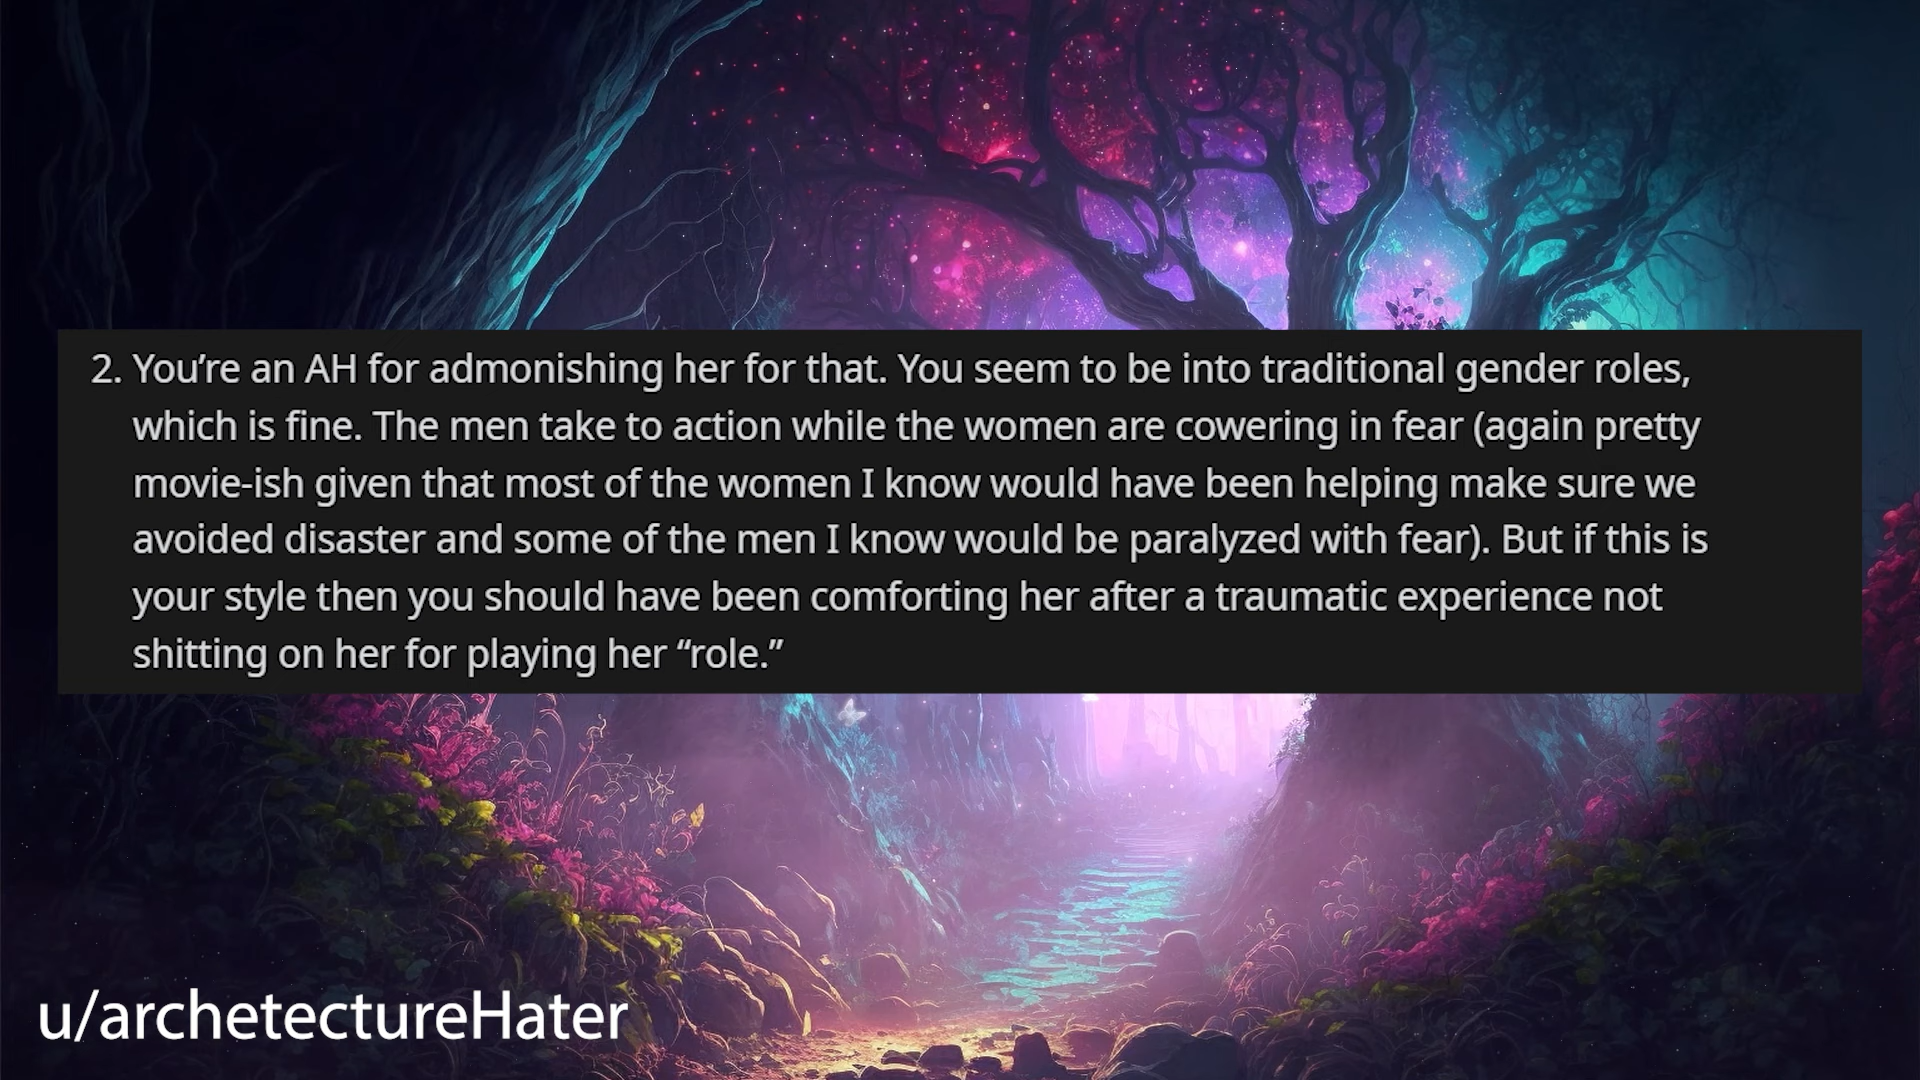 2. You’re an AH for admonishing her for that. You seem to be into traditional gender roles,
which is fine. The men take to action while the women are cowering in fear (again pretty
movie-ish given that most of the women I know would have been helping make sure we
avoided disaster and some of the men I know would be paralyzed with fear). But if this is
your style then you should have been comforting her after a traumatic experience not
shitting on her for playing her “role.”
u/archetectureHater